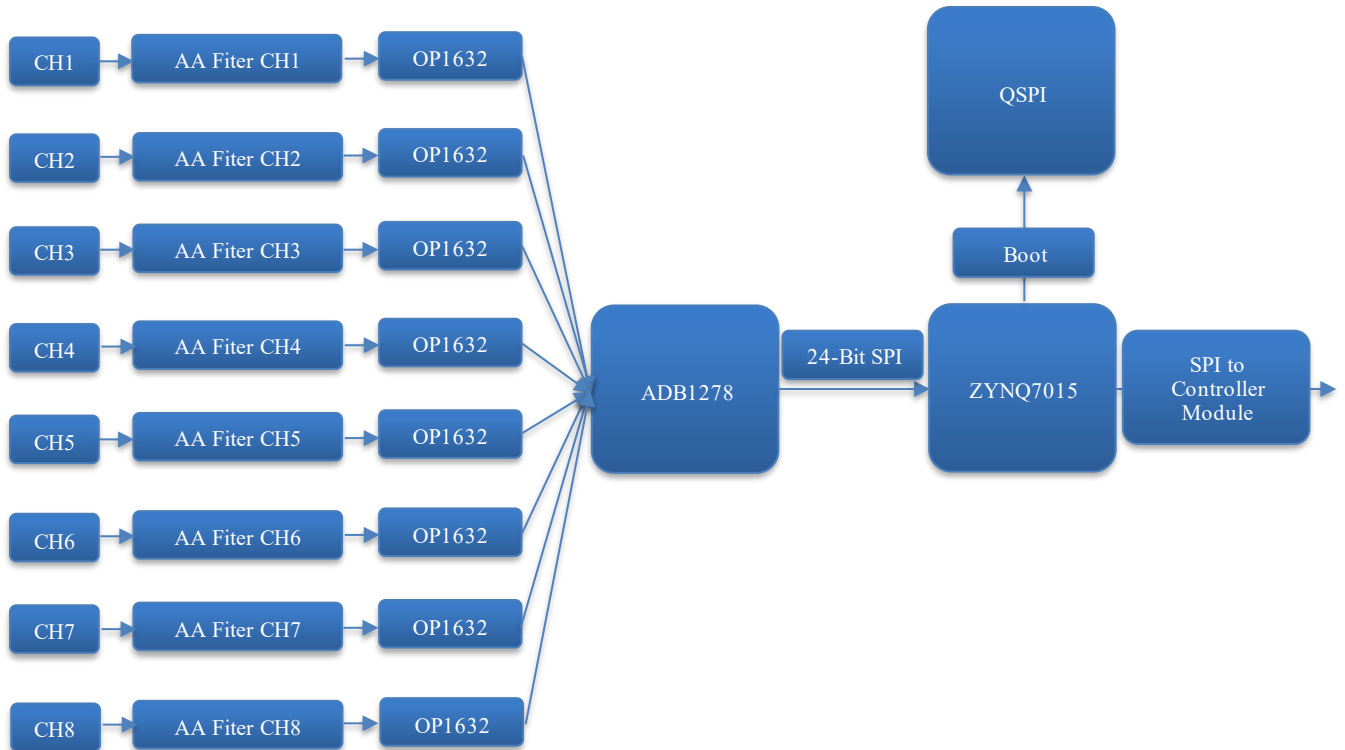 CH1
AA Fiter CH1
OP1632
CH2
AA Fiter CH2
OP1632
CH3
AA Fiter CH3
OP1632
CH4
AA Fiter CH4
OP1632
CH5
AA Fiter CH5
OP1632
CH6
AA Fiter CH6
OP1632
CH7
AA Fiter CH7
OP1632
CH8
AA Fiter CH8
OP1632
ADB1278
24-Bit SPI
QSPI
Boot
ZYNQ7015
SPI to
Controller
Module